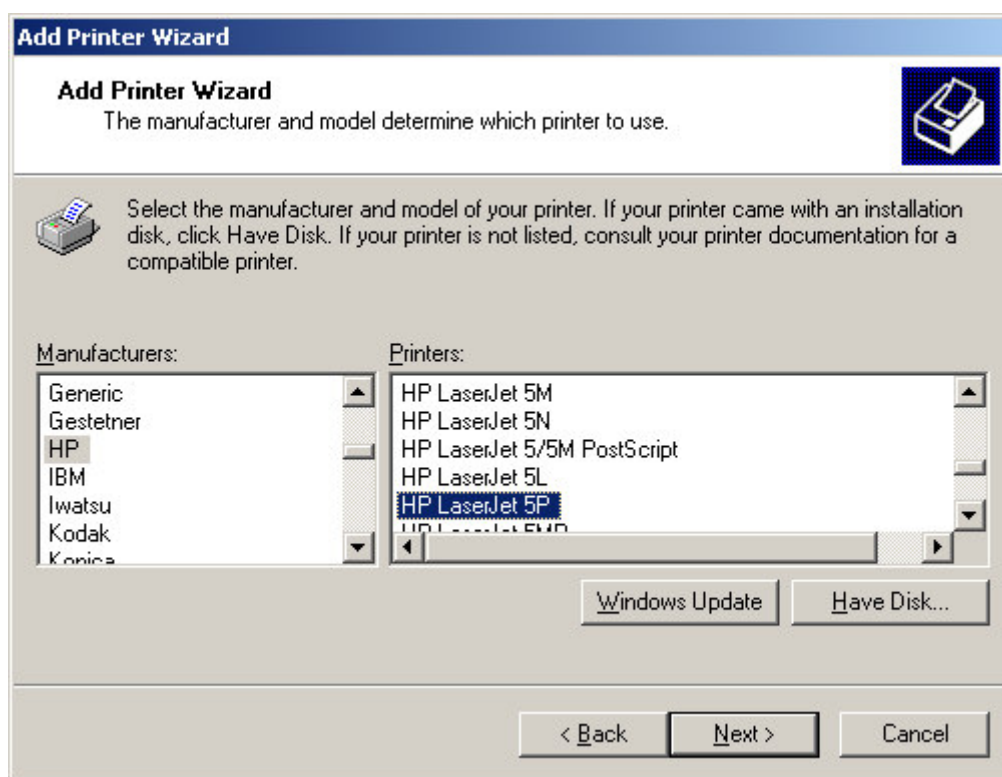 Add Printer Wizard
Add Printer Wizard
The manufacturer and model determine which printer to use.
Select the manufacturer and model of your printer. If your printer came with an installation
disk, click Have Disk. If your printer is not listed, consult your printer documentation for a
compatible printer.
Manufacturers:
Generic
Gestetner
HP
IBM
Iwatsu
Kodak
Konica
Printers:
HP LaserJet 5M
HP LaserJet 5N
HP LaserJet 5/5M PostScript
HP LaserJet 5L
HP LaserJet 5P
HP LaserJet 5MP
Windows Update
Have Disk...
< Back
Next >
Cancel